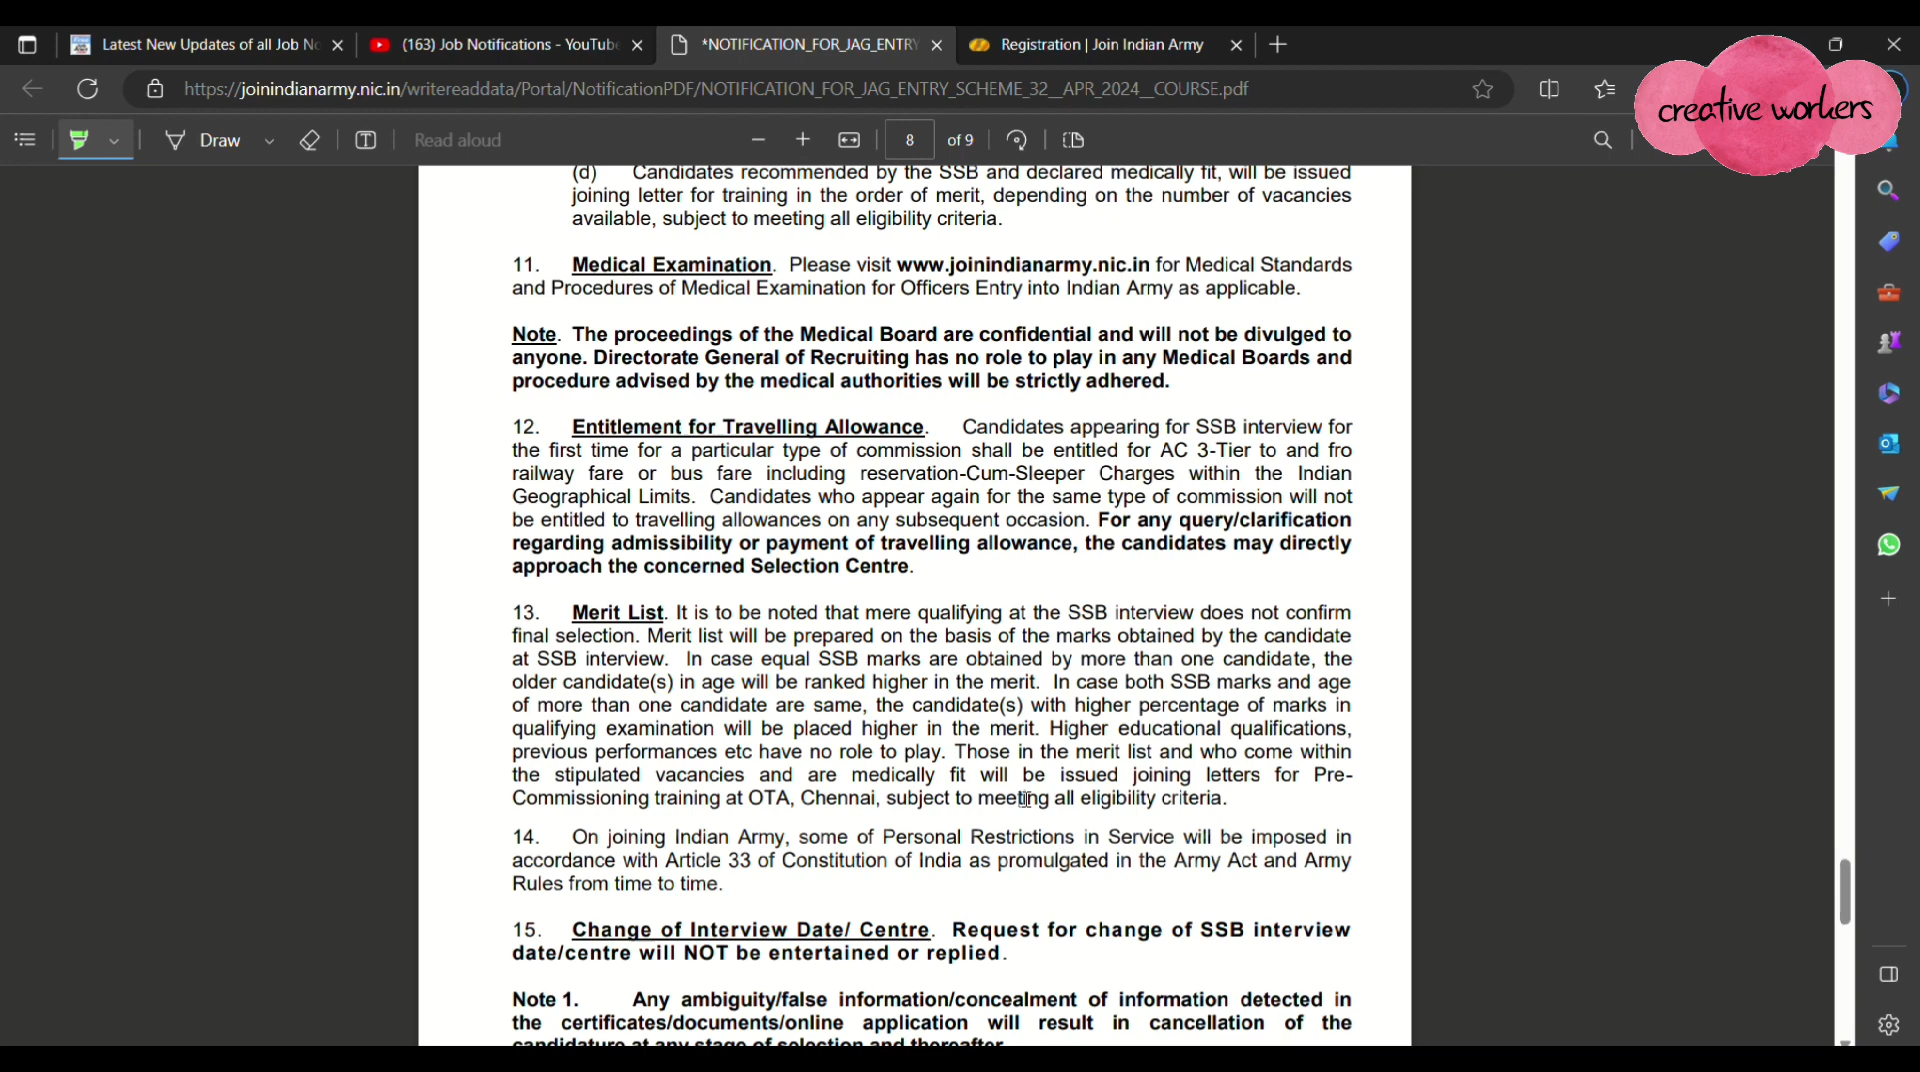 Latest New Updates of all Job No
(163) Job Notifications - YouTube
*NOTIFICATION_FOR_JAG_ENTRY
Registration | Join Indian Army
https://joinindianarmy.nic.in/writereaddata/Portal/NotificationPDF/NOTIFICATION_FOR_JAG_ENTRY_SCHEME_32__APR_2024__COURSE.pdf
creative workers
Draw
Read aloud
8 of 9
(d) Candidates recommended by the SSB and declared medically fit, will be issued
joining letter for training in the order of merit, depending on the number of vacancies
available, subject to meeting all eligibility criteria.
11. Medical Examination. Please visit www.joinindianarmy.nic.in for Medical Standards
and Procedures of Medical Examination for Officers Entry into Indian Army as applicable.
Note. The proceedings of the Medical Board are confidential and will not be divulged to
anyone. Directorate General of Recruiting has no role to play in any Medical Boards and
procedure advised by the medical authorities will be strictly adhered.
12. Entitlement for Travelling Allowance. Candidates appearing for SSB interview for
the first time for a particular type of commission shall be entitled for AC 3-Tier to and fro
railway fare or bus fare including reservation-Cum-Sleeper Charges within the Indian
Geographical Limits. Candidates who appear again for the same type of commission will not
be entitled to travelling allowances on any subsequent occasion. For any query/clarification
regarding admissibility or payment of travelling allowance, the candidates may directly
approach the concerned Selection Centre.
13. Merit List. It is to be noted that mere qualifying at the SSB interview does not confirm
final selection. Merit list will be prepared on the basis of the marks obtained by the candidate
at SSB interview. In case equal SSB marks are obtained by more than one candidate, the
older candidate(s) in age will be ranked higher in the merit. In case both SSB marks and age
of more than one candidate are same, the candidate(s) with higher percentage of marks in
qualifying examination will be placed higher in the merit. Higher educational qualifications,
previous performances etc have no role to play. Those in the merit list and who come within
the stipulated vacancies and are medically fit will be issued joining letters for Pre-
Commissioning training at OTA, Chennai, subject to meeting all eligibility criteria.
14. On joining Indian Army, some of Personal Restrictions in Service will be imposed in
accordance with Article 33 of Constitution of India as promulgated in the Army Act and Army
Rules from time to time.
15. Change of Interview Date/ Centre. Request for change of SSB interview
date/centre will NOT be entertained or replied.
Note 1. Any ambiguity/false information/concealment of information detected in
the certificates/documents/online application will result in cancellation of the
candidature at any stage of selection and thereafter